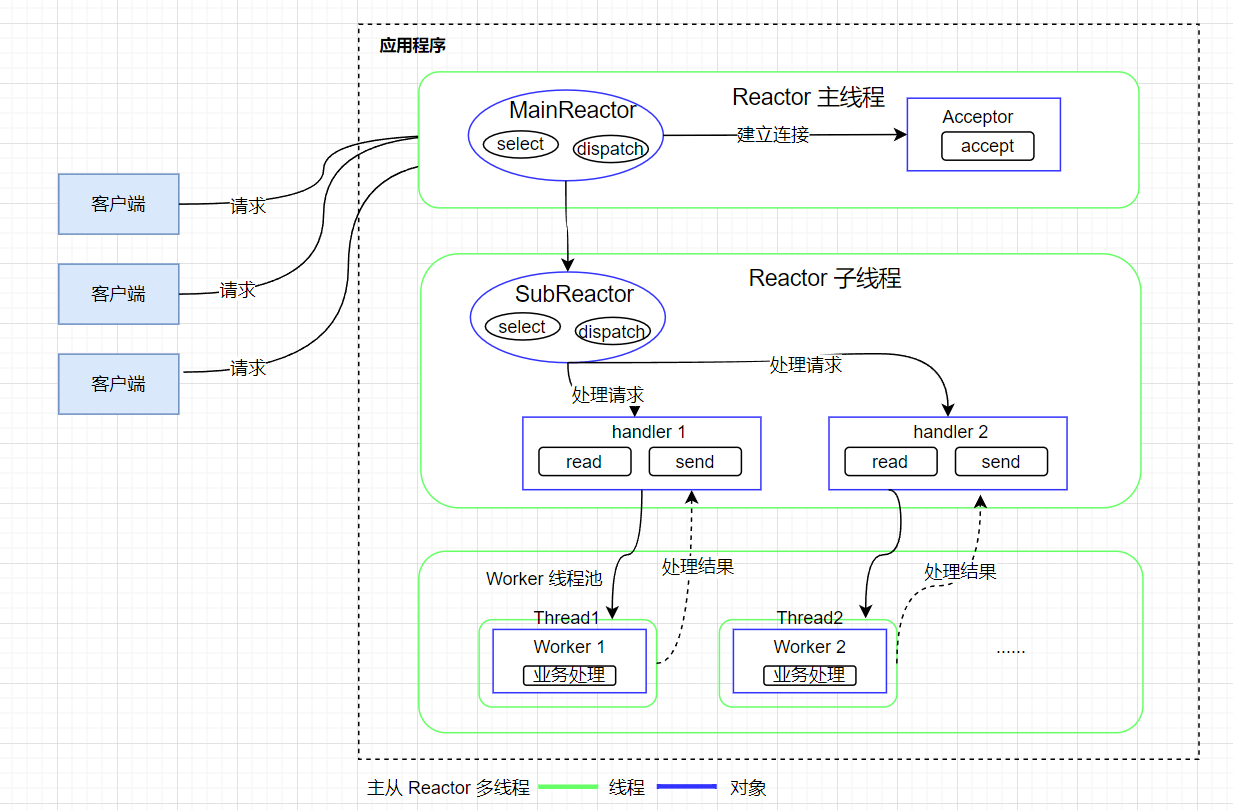 应用程序
MainReactor
select
dispatch
Reactor 主线程
建立连接
Acceptor
accept
客户端
请求
客户端
请求
客户端
请求
SubReactor
select
dispatch
Reactor 子线程
处理请求
处理请求
handler 1
read
send
handler 2
read
send
Worker 线程池
处理结果
处理结果
Thread1
Worker 1
业务处理
Thread2
Worker 2
业务处理
......
主从 Reactor 多线程
线程
对象